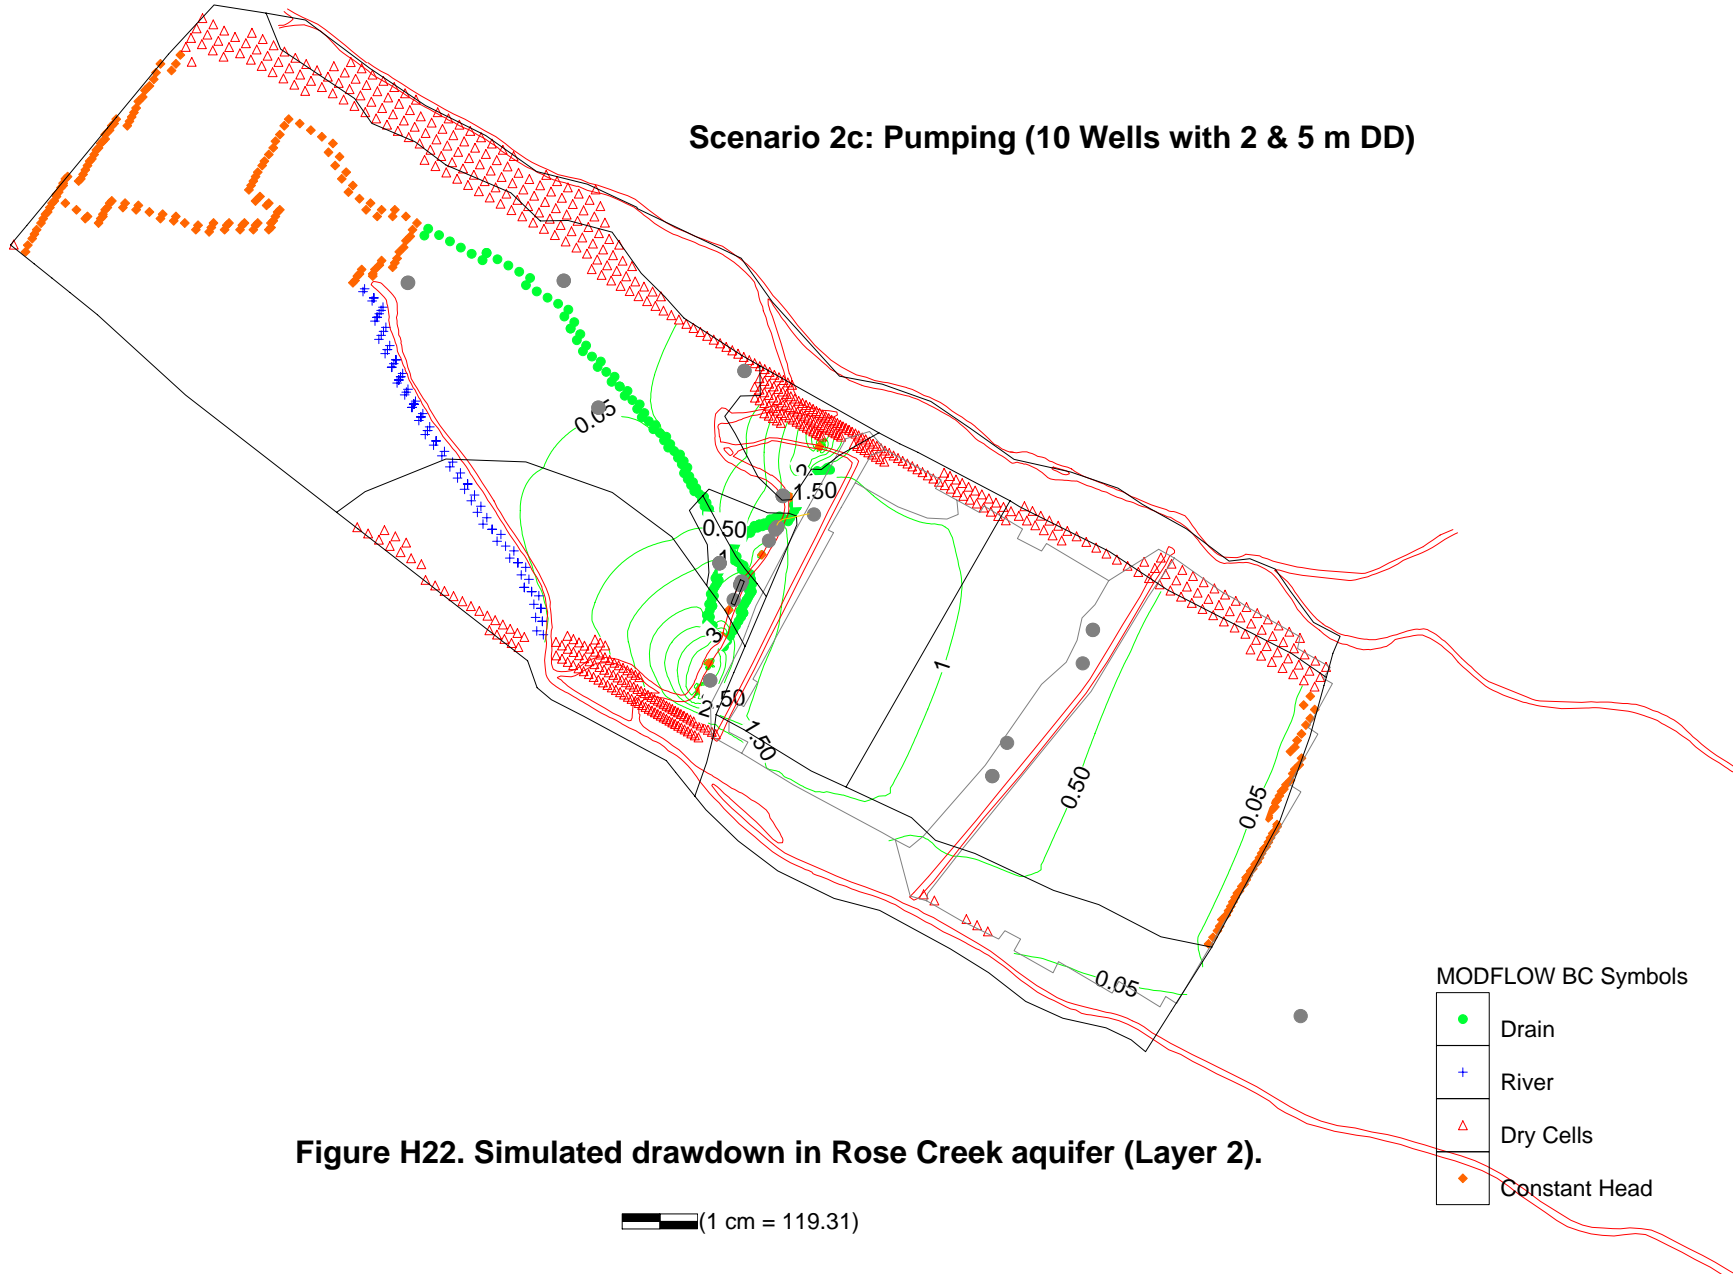 Scenario 2c: Pumping (10 Wells with 2 & 5 m DD)
0.05
2
1.50
0.50
1
3
2.50
2
1.50
1
0.50
0.05
0.05
MODFLOW BC Symbols
Drain
River
Dry Cells
Constant Head
Figure H22. Simulated drawdown in Rose Creek aquifer (Layer 2).
(1 cm = 119.31)